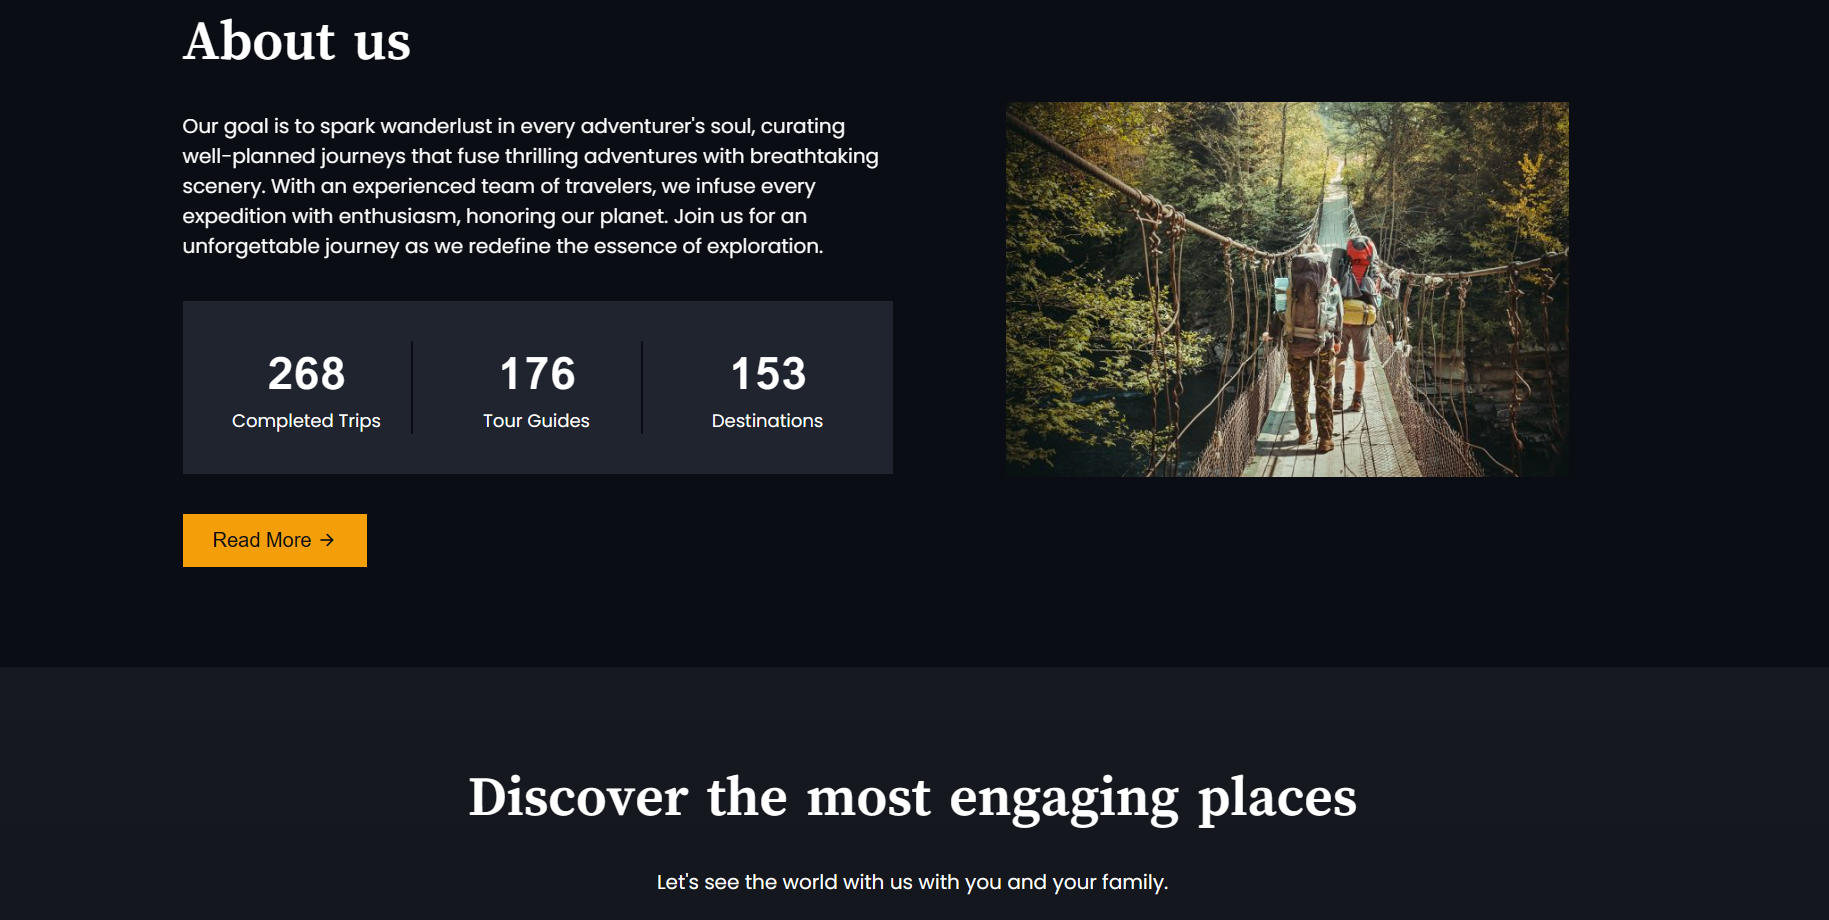 About us
Our goal is to spark wanderlust in every adventurer's soul, curating
well-planned journeys that fuse thrilling adventures with breathtaking
scenery. With an experienced team of travelers, we infuse every
expedition with enthusiasm, honoring our planet. Join us for an
unforgettable journey as we redefine the essence of exploration.
268
Completed Trips
176
Tour Guides
153
Destinations
Read More →
Discover the most engaging places
Let's see the world with us with you and your family.